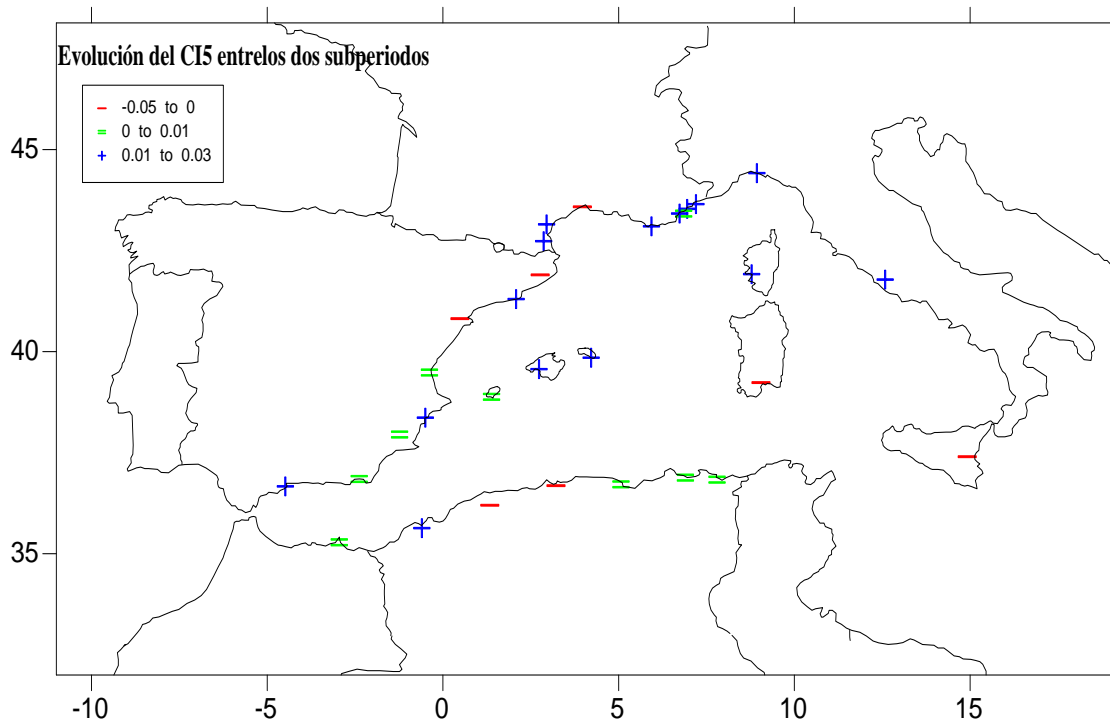 Evolución del CI5 entrelos dos subperiodos
-0.05 to 0
0 to 0.01
0.01 to 0.03
45
40
35
-10 -5 0 5 10 15